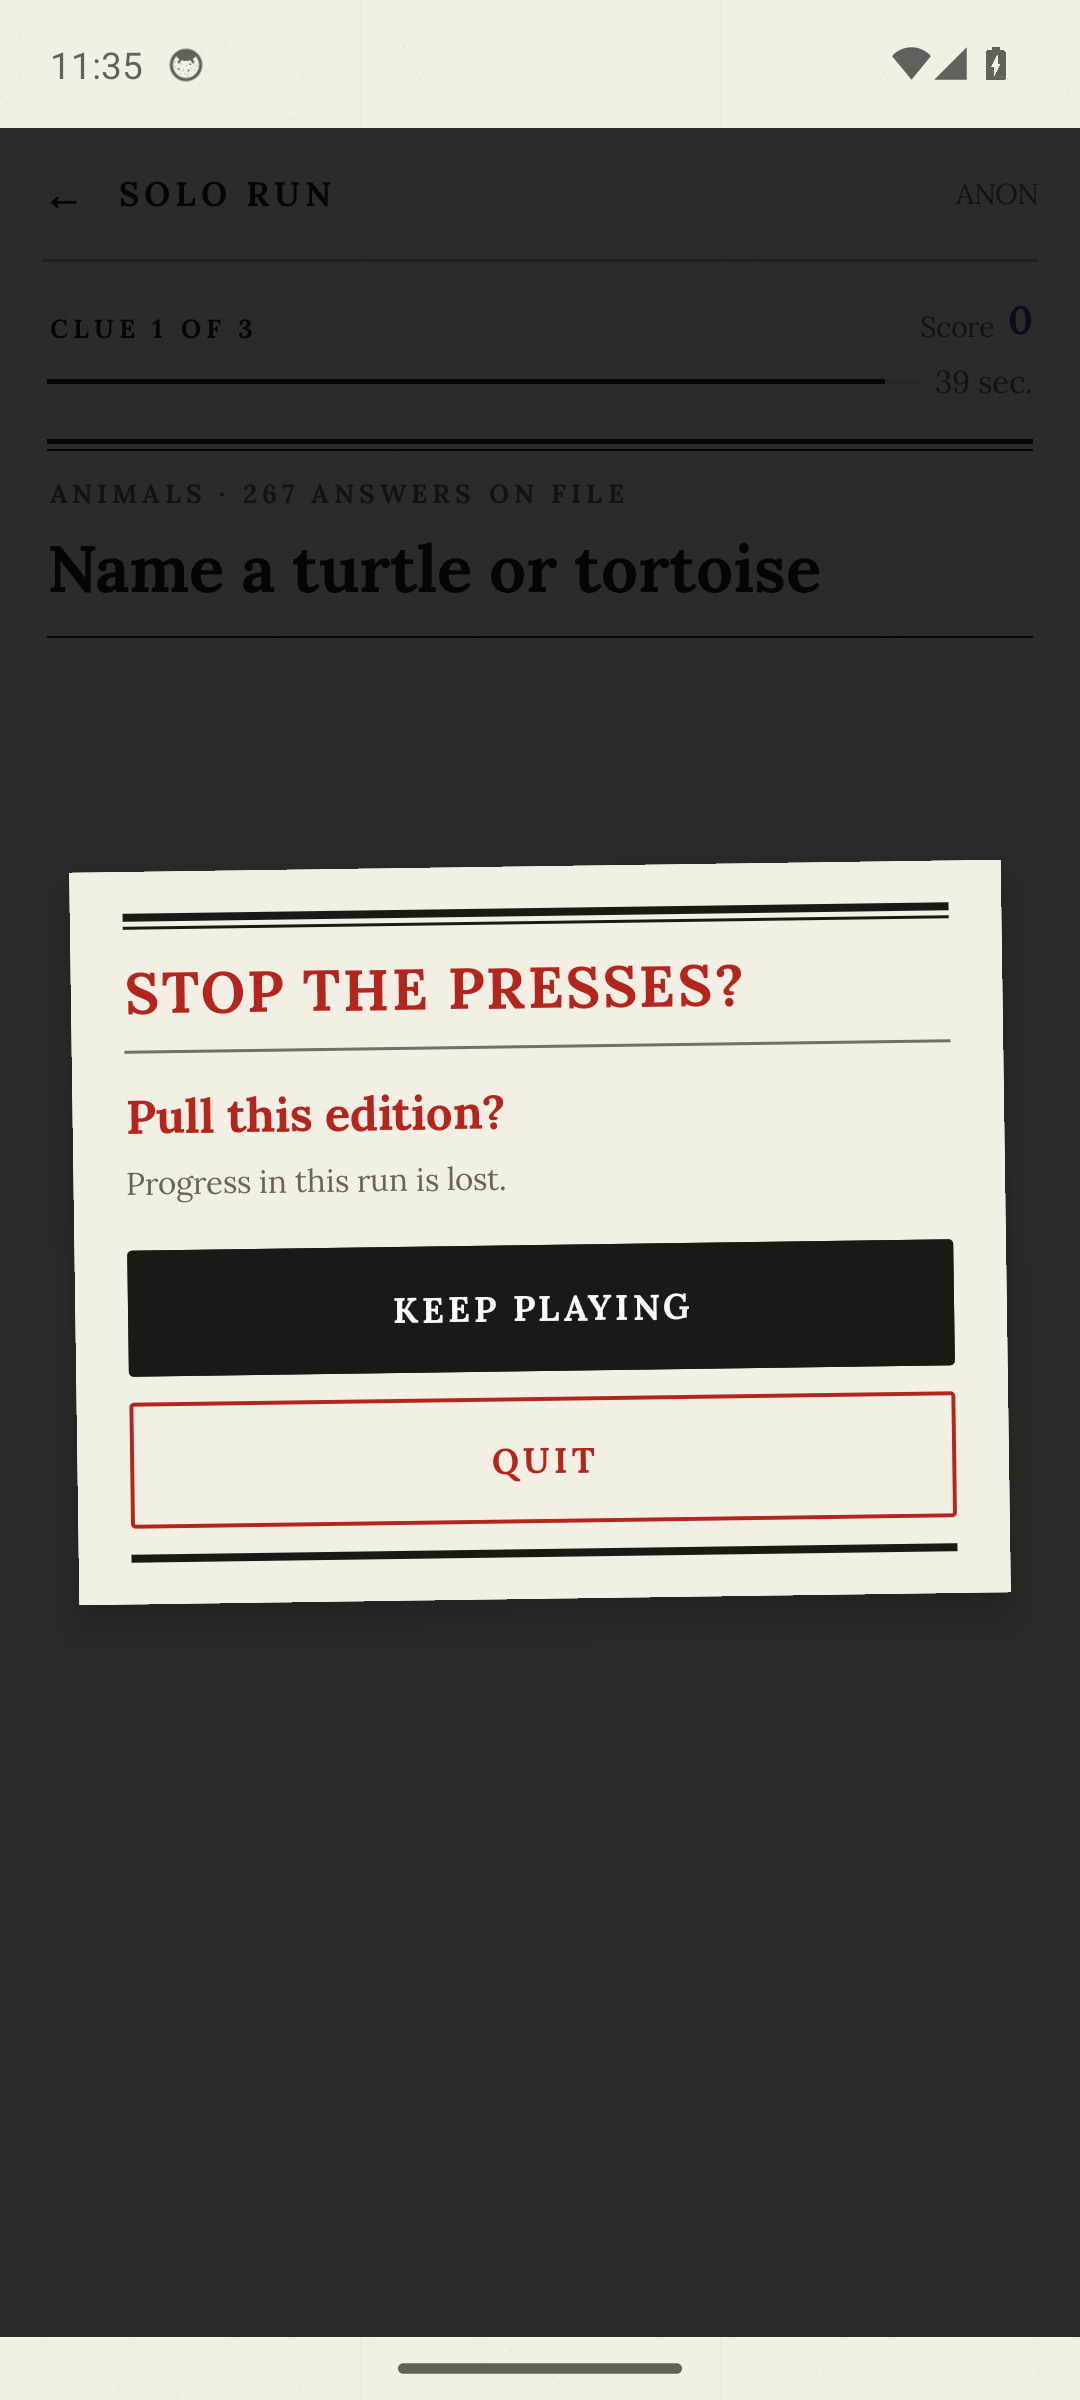 11:35
← SOLO RUN
ANON
CLUE 1 OF 3
Score 0
39 sec.
ANIMALS · 267 ANSWERS ON FILE
Name a turtle or tortoise
STOP THE PRESSES?
Pull this edition?
Progress in this run is lost.
KEEP PLAYING
QUIT